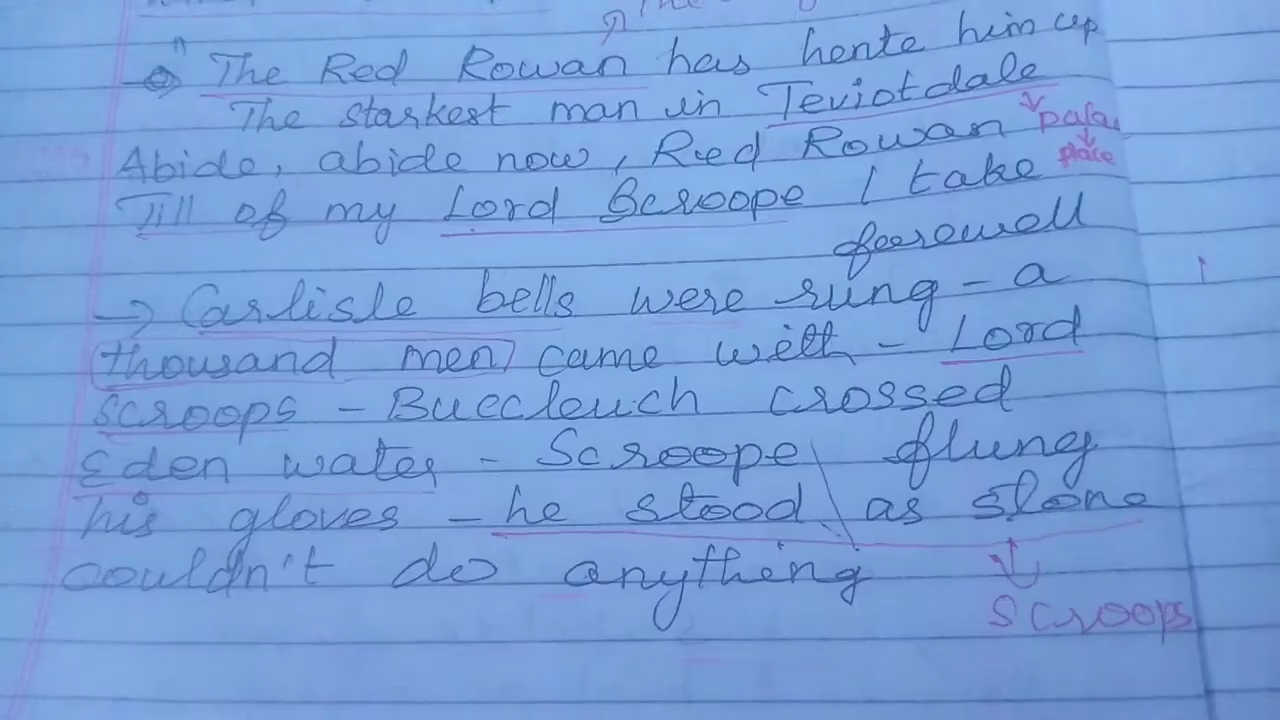 The
" The Red Rowan has hente him up
The starkest man in Teviotdale
Abide, abide now, Red Rowan
place
Till of my Lord Scroope I take
farewell
→ Carlisle bells were rung - a
thousand men came with - Lord
Scroops - Buccleuch crossed
Eden water - Scroope flung
his gloves - he stood as stone
couldn't do anything
Scroops